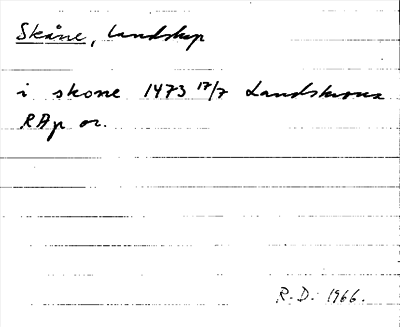 Skåne, landskap
i skone 1473 17/7 Landskrona
RAp or.
R.D. 1966.